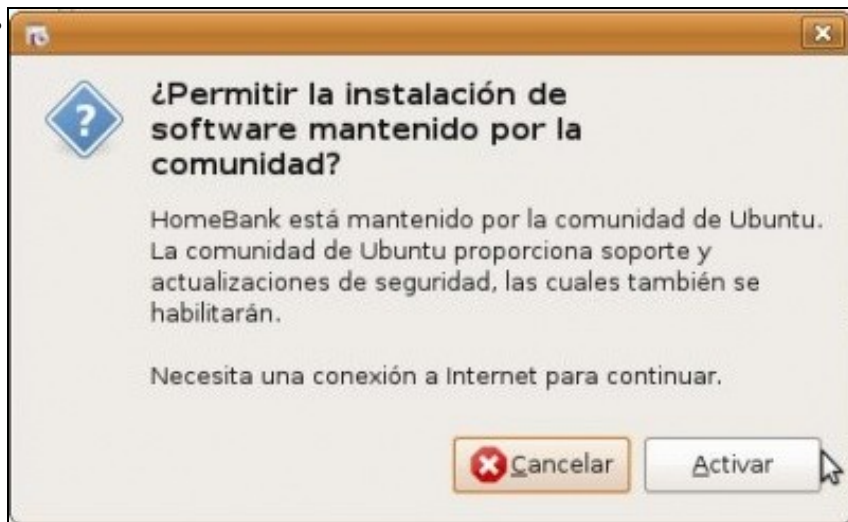 ¿Permitir la instalación de
software mantenido por la
comunidad?
HomeBank está mantenido por la comunidad de Ubuntu.
La comunidad de Ubuntu proporciona soporte y
actualizaciones de seguridad, las cuales también se
habilitarán.
Necesita una conexión a Internet para continuar.
Cancelar
Activar